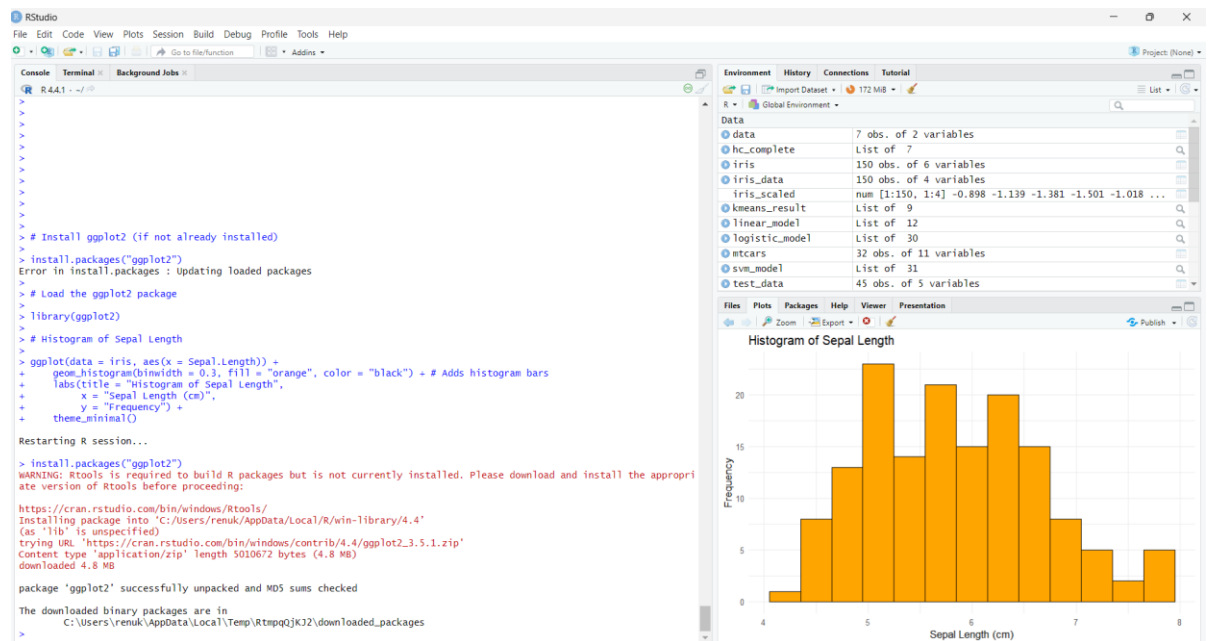 RStudio
File Edit Code View Plots Session Build Debug Profile Tools Help
Go to file/function Addins Project: (None)
Console Terminal Background Jobs
R 4.4.1 · ~/
>
>
>
>
>
>
>
>
>
>
>
>
> # Install ggplot2 (if not already installed)
>
> install.packages("ggplot2")
Error in install.packages : Updating loaded packages
>
> # Load the ggplot2 package
>
> library(ggplot2)
>
> # Histogram of Sepal Length
>
> ggplot(data = iris, aes(x = Sepal.Length)) +
+ geom_histogram(binwidth = 0.3, fill = "orange", color = "black") + # Adds histogram bars
+ labs(title = "Histogram of Sepal Length",
+ x = "Sepal Length (cm)",
+ y = "Frequency") +
+ theme_minimal()
Restarting R session...
> install.packages("ggplot2")
WARNING: Rtools is required to build R packages but is not currently installed. Please download and install the appropri
ate version of Rtools before proceeding:
https://cran.rstudio.com/bin/windows/Rtools/
Installing package into ‘C:/Users/renuk/AppData/Local/R/win-library/4.4’
(as ‘lib’ is unspecified)
trying URL 'https://cran.rstudio.com/bin/windows/contrib/4.4/ggplot2_3.5.1.zip'
Content type 'application/zip' length 5010672 bytes (4.8 MB)
downloaded 4.8 MB
package ‘ggplot2’ successfully unpacked and MD5 sums checked
The downloaded binary packages are in
C:\Users\renuk\AppData\Local\Temp\RtmpqQjKJ2\downloaded_packages
>
Environment History Connections Tutorial
Import Dataset 172 MiB List
R Global Environment
Data
data 7 obs. of 2 variables
hc_complete List of 7
iris 150 obs. of 6 variables
iris_data 150 obs. of 4 variables
iris_scaled num [1:150, 1:4] -0.898 -1.139 -1.381 -1.501 -1.018 ...
kmeans_result List of 9
linear_model List of 12
logistic_model List of 30
mtcars 32 obs. of 11 variables
svm_model List of 31
test_data 45 obs. of 5 variables
Files Plots Packages Help Viewer Presentation
Zoom Export Publish
Histogram of Sepal Length
20
15
10
5
0
Frequency
4 5 6 7 8
Sepal Length (cm)